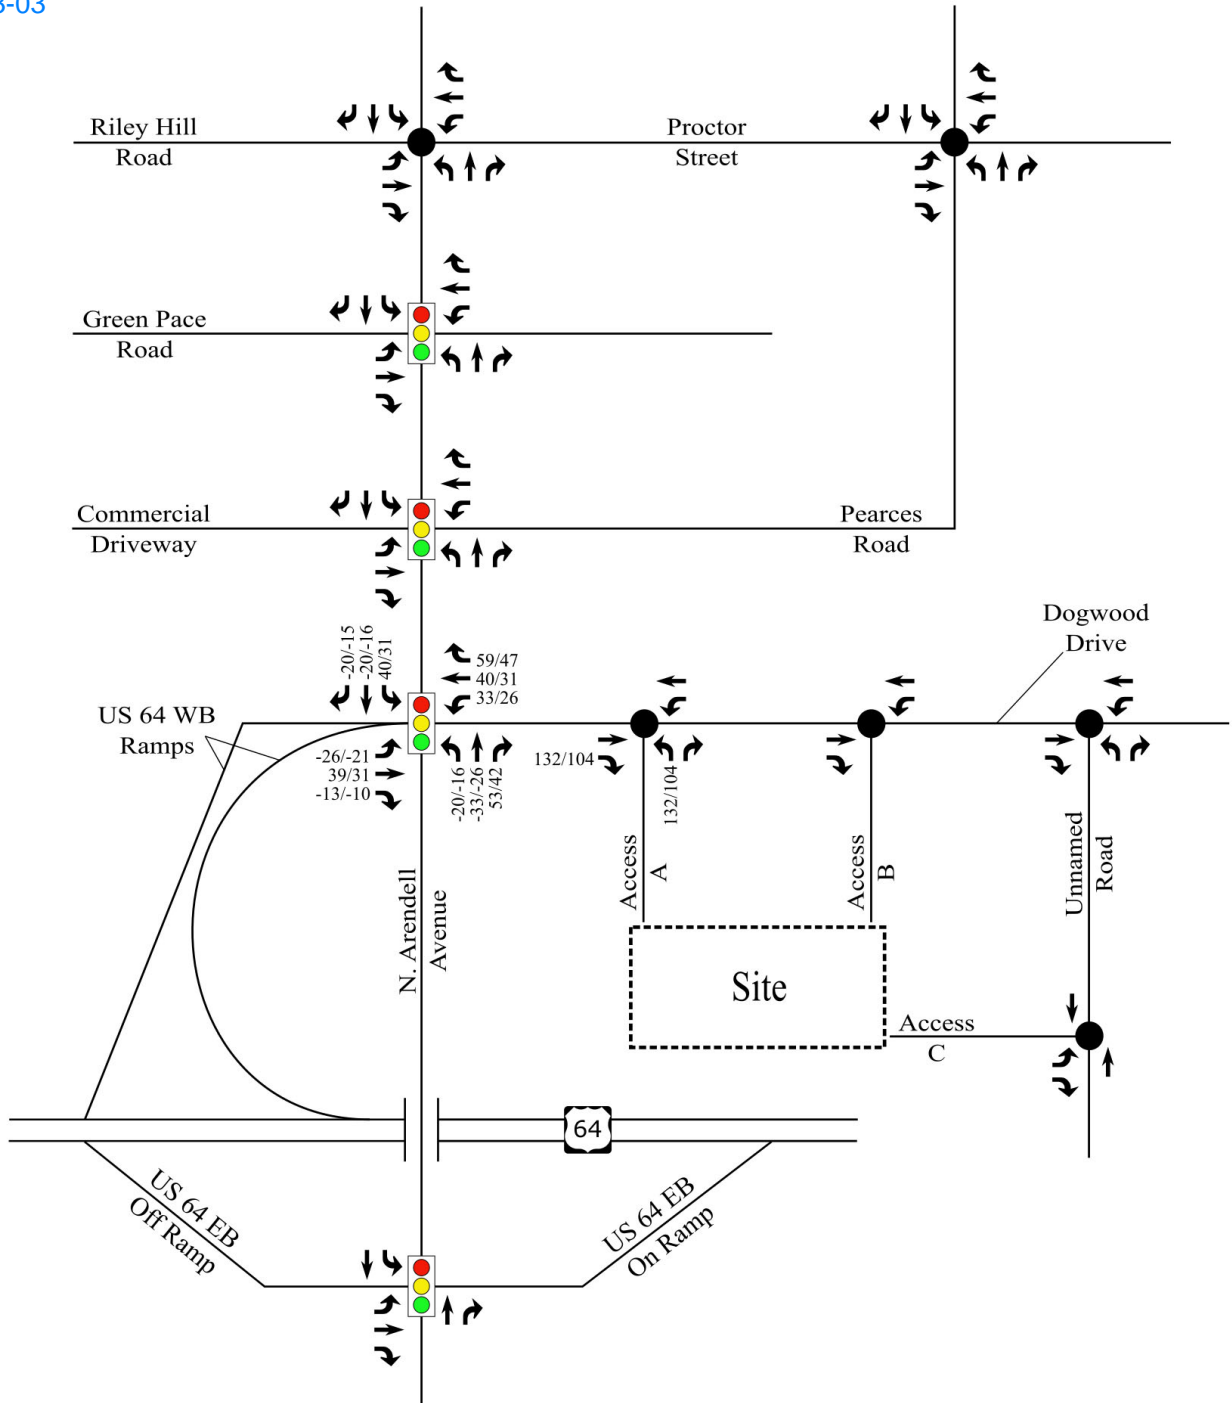 3-03
Riley Hill
Road
Proctor
Street
Green Pace
Road
Commercial
Driveway
Pearces
Road
Dogwood
Drive
-20/-15
-20/-16
40/31
59/47
40/31
33/26
US 64 WB
Ramps
-26/-21
39/31
-13/-10
-20/-16
-33/-26
53/42
132/104
132/104
Access
A
Access
B
Unnamed
Road
N. Arendell
Avenue
Site
Access
C
64
US 64 EB
Off Ramp
US 64 EB
On Ramp